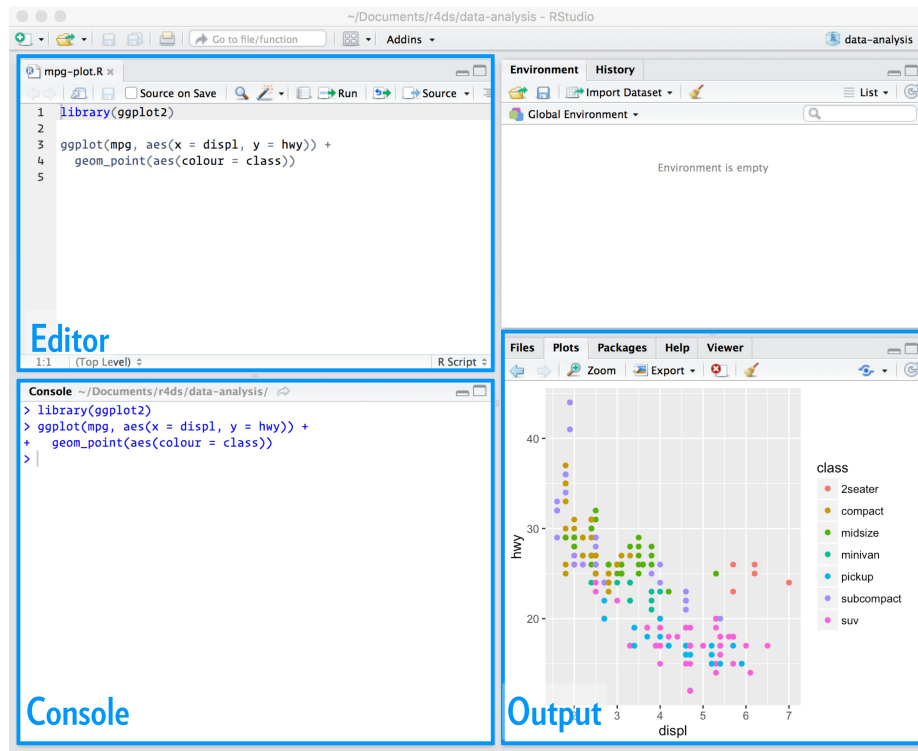 ~/Documents/r4ds/data-analysis - RStudio
Go to file/function
Addins
data-analysis
mpg-plot.R
Source on Save
Run
Source
1 library(ggplot2)
2
3 ggplot(mpg, aes(x = displ, y = hwy)) +
4 geom_point(aes(colour = class))
5
Editor
1:1 (Top Level) R Script
Console ~/Documents/r4ds/data-analysis/
> library(ggplot2)
> ggplot(mpg, aes(x = displ, y = hwy)) +
+ geom_point(aes(colour = class))
>
Console
Environment History
Import Dataset List
Global Environment
Environment is empty
Files Plots Packages Help Viewer
Zoom Export
40
30
20
hwy
3 4 5 6 7
displ
class
2seater
compact
midsize
minivan
pickup
subcompact
suv
Output